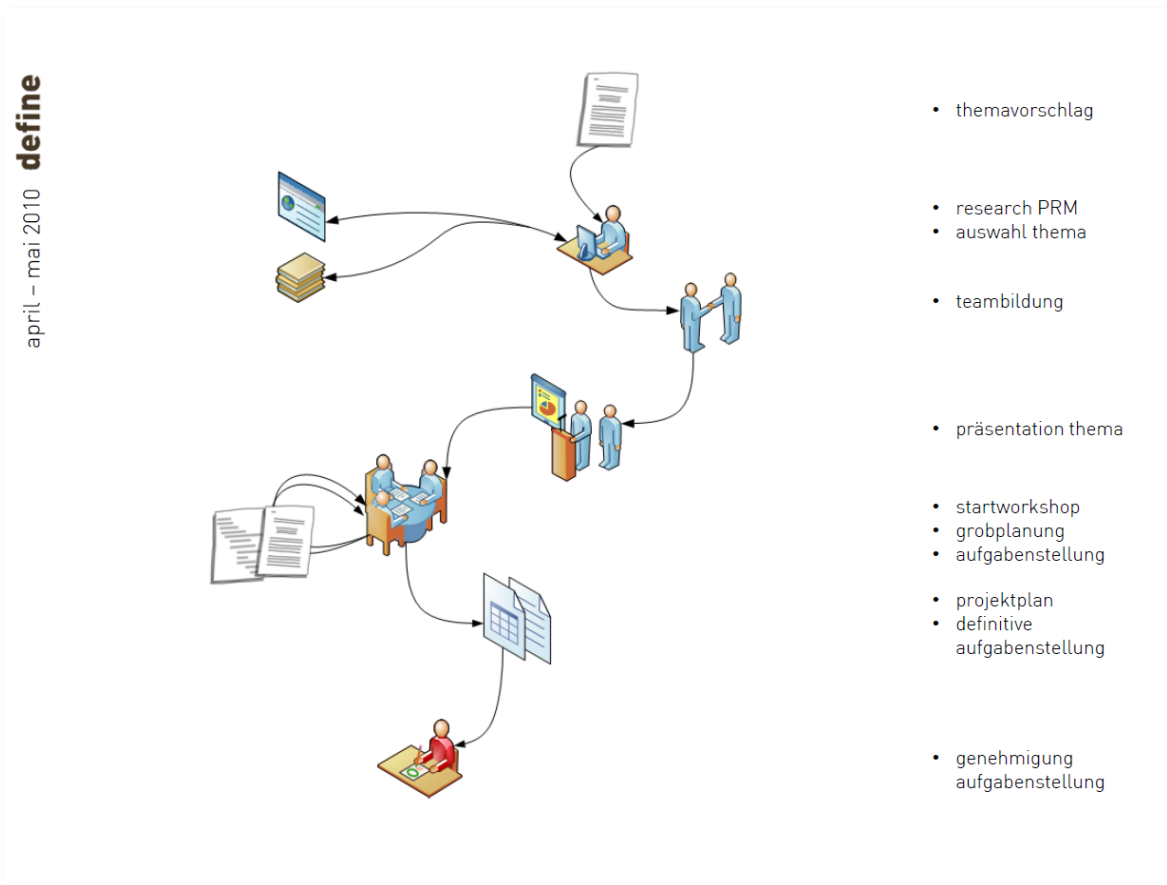 april – mai 2010 define
• themavorschlag
• research PRM
• auswahl thema
• teambildung
• präsentation thema
• startworkshop
• grobplanung
• aufgabenstellung
• projektplan
• definitive
aufgabenstellung
• genehmigung
aufgabenstellung